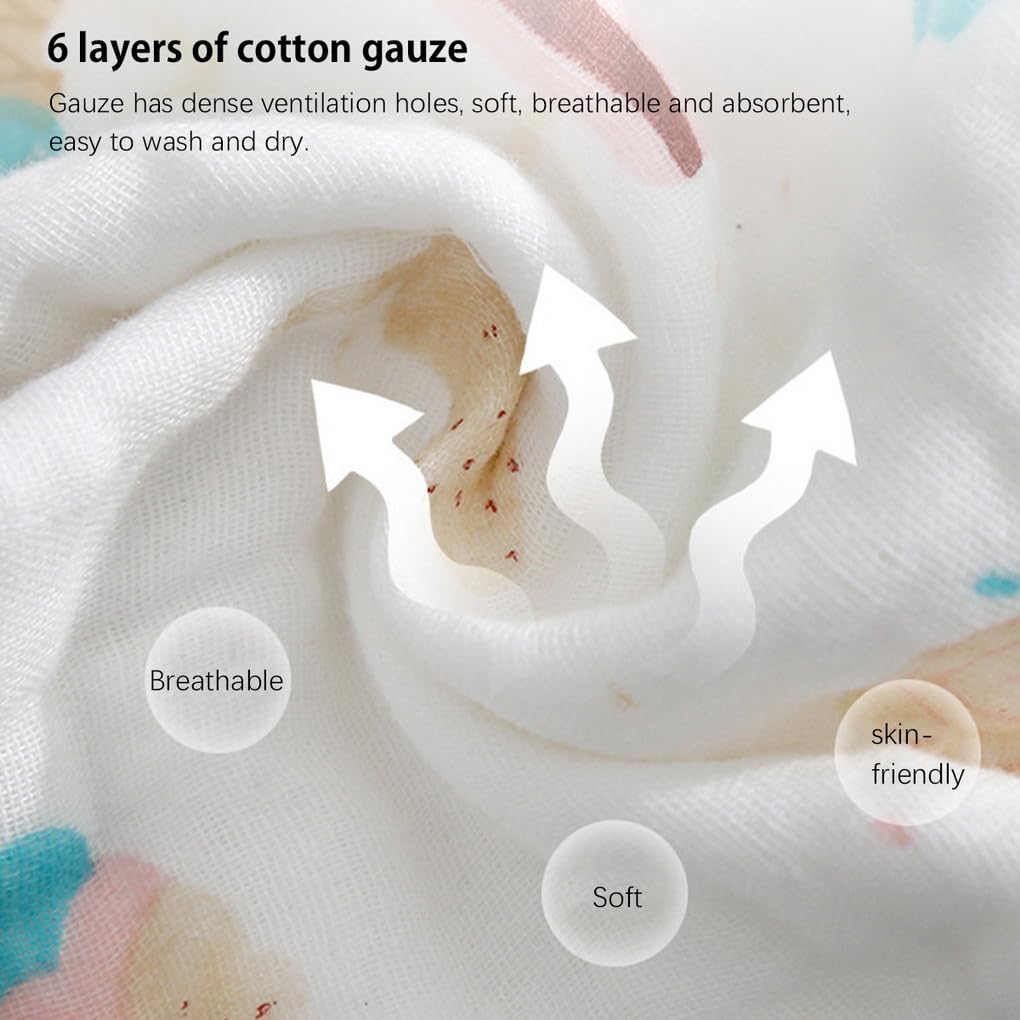 6 layers of cotton gauze
Gauze has dense ventilation holes, soft, breathable and absorbent,
easy to wash and dry.
Breathable
skin-
friendly
Soft